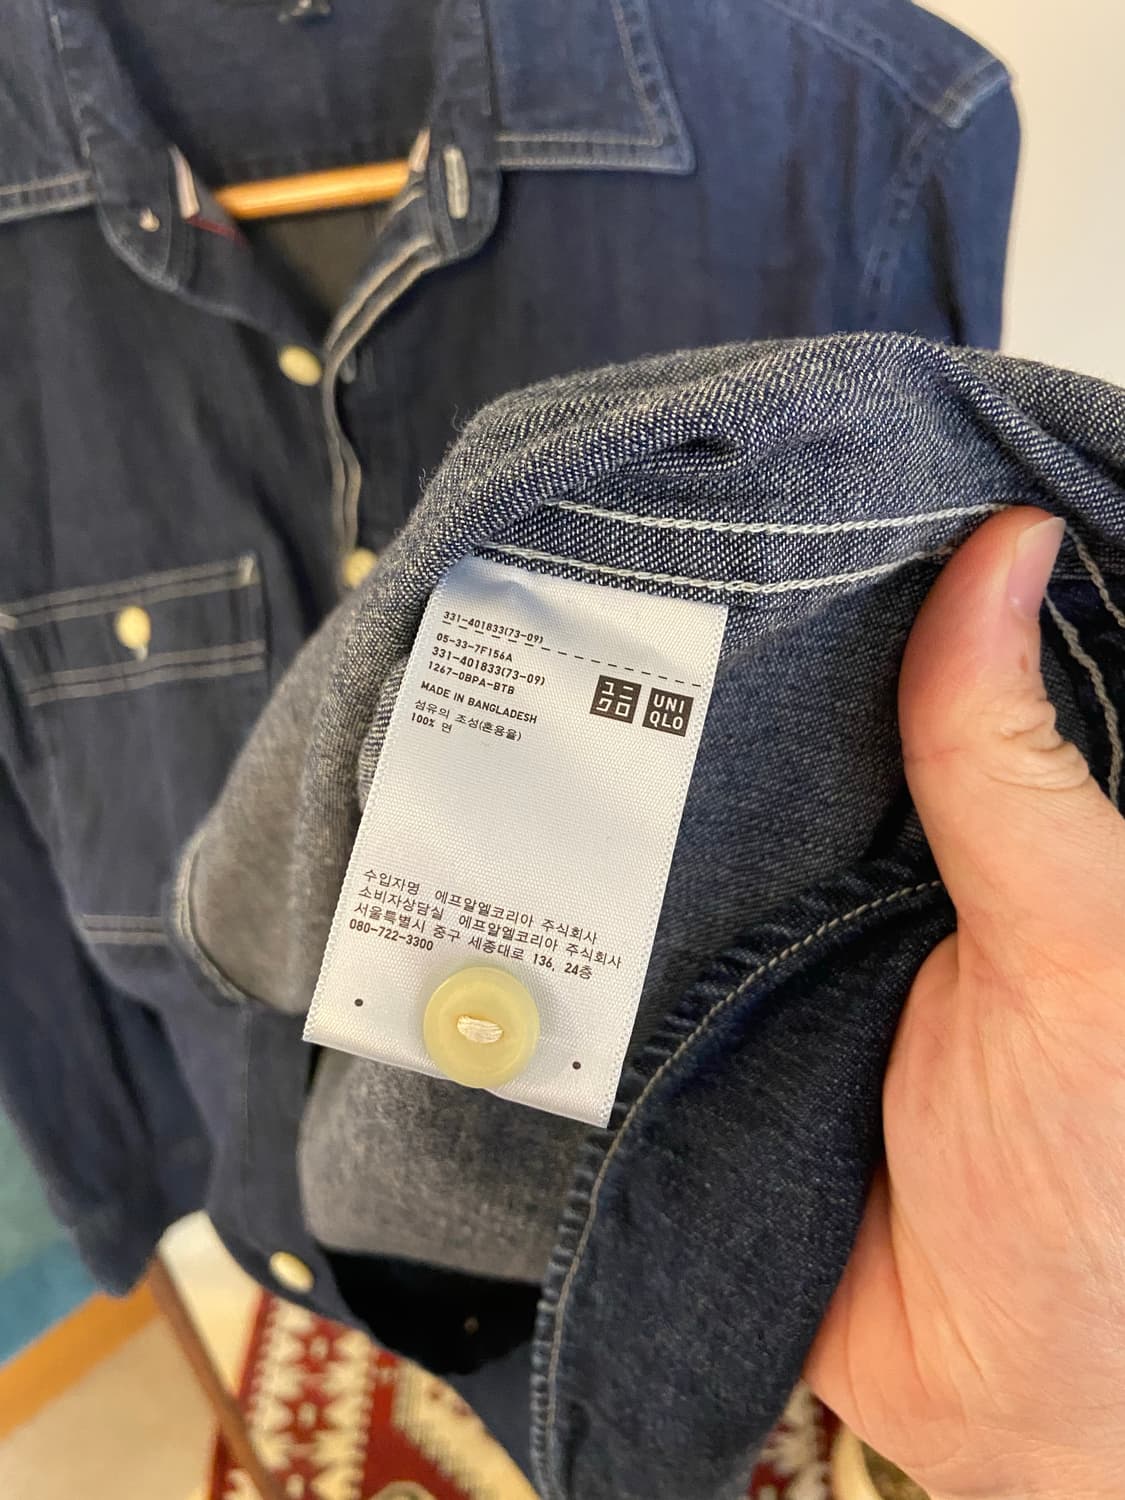 331-401833(73-09)
05-33-7F156A
331-401833(73-09)
1267-0BPA-BTB
MADE IN BANGLADESH
섬유의 조성(혼용율)
100% 면
ユニ
クロ
UNI
QLO
수입자명 에프알엘코리아 주식회사
소비자상담실 에프알엘코리아 주식회사
서울특별시 중구 세종대로 136, 24층
080-722-3300